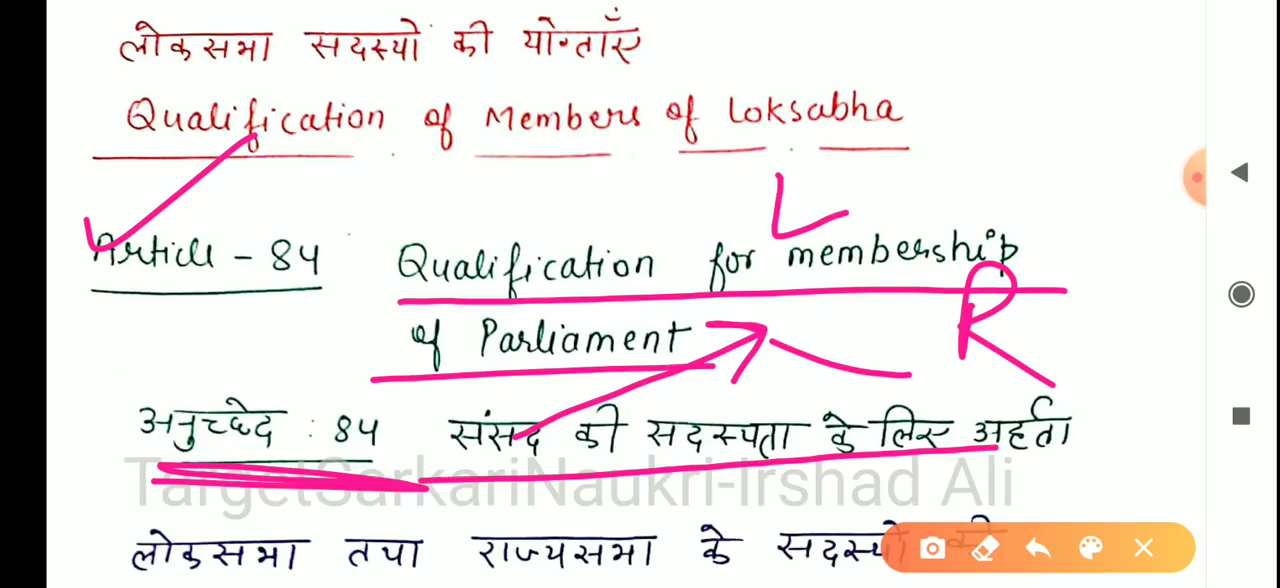 लोकसभा सदस्यो की योग्ताएँ
Qualification of Members of Loksabha
L
Article - 84 Qualification for membership
R
of Parliament
अनुच्छेद : 84 संसद की सदस्यता के लिए अर्हता
TargetSarkariNaukri-Irshad Ali
लोकसभा तथा राज्यसभा के सदस्यो की